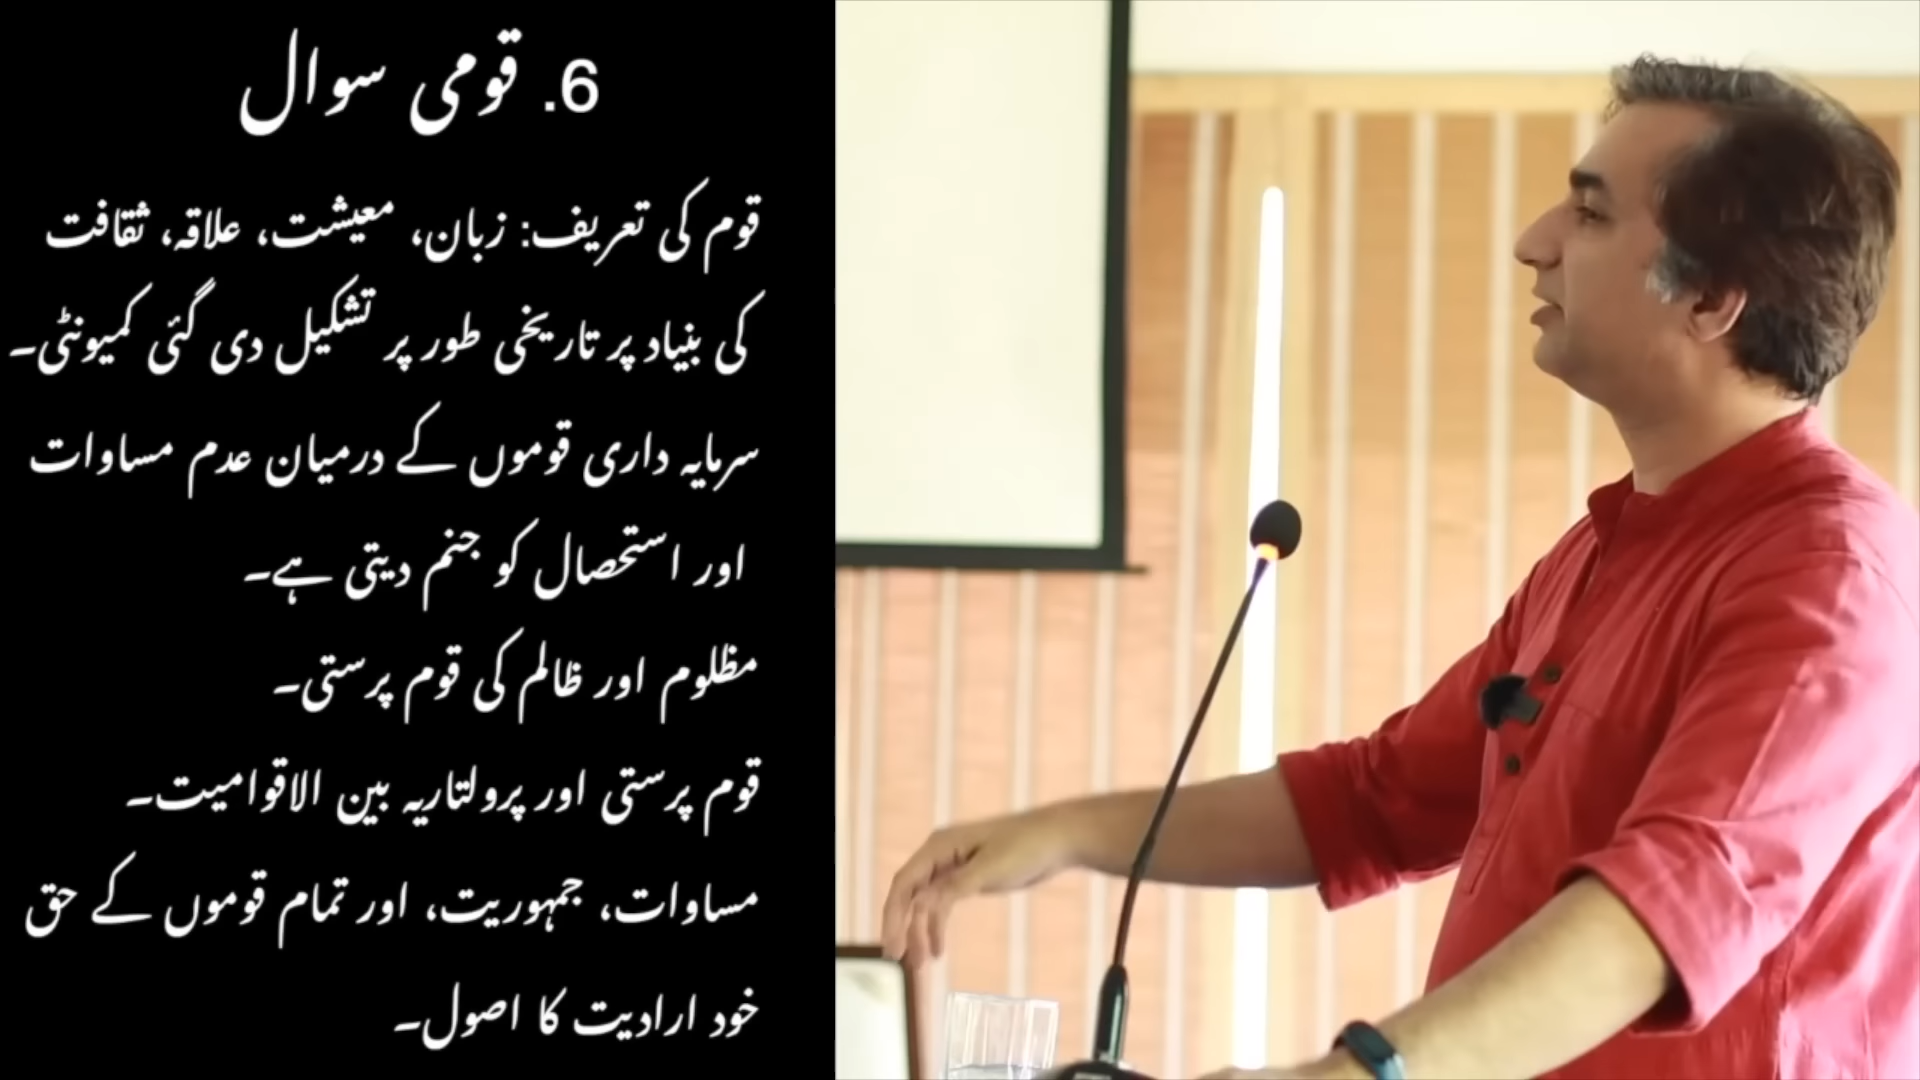 6. قومی سوال
قوم کی تعریف: زبان، معیشت، علاقہ، ثقافت
کی بنیاد پر تاریخی طور پر تشکیل دی گئی کمیونٹی۔
سرمایہ داری قوموں کے درمیان عدم مساوات
اور استحصال کو جنم دیتی ہے۔
مظلوم اور ظالم کی قوم پرستی۔
قوم پرستی اور پرولتاریہ بین الاقوامیت۔
مساوات، جمہوریت، اور تمام قوموں کے حق
خود ارادیت کا اصول۔